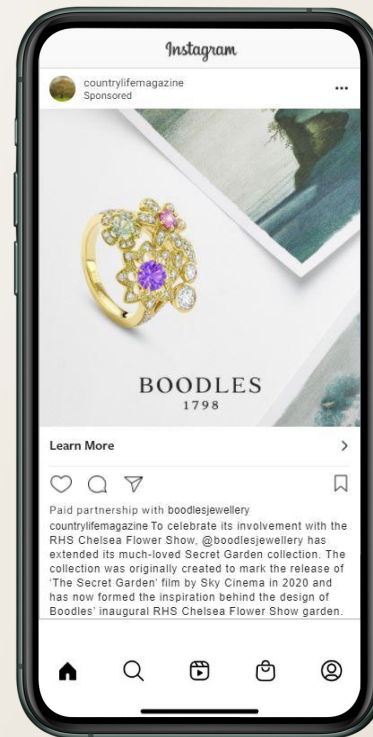 Instagram
countrylifemagazine
Sponsored
BOODLES
1798
Learn More
Paid partnership with boodlesjewellery
countrylifemagazine To celebrate its involvement with the
RHS Chelsea Flower Show, @boodlesjewellery has
extended its much-loved Secret Garden collection. The
collection was originally created to mark the release of
‘The Secret Garden’ film by Sky Cinema in 2020 and
has now formed the inspiration behind the design of
Boodles’ inaugural RHS Chelsea Flower Show garden.